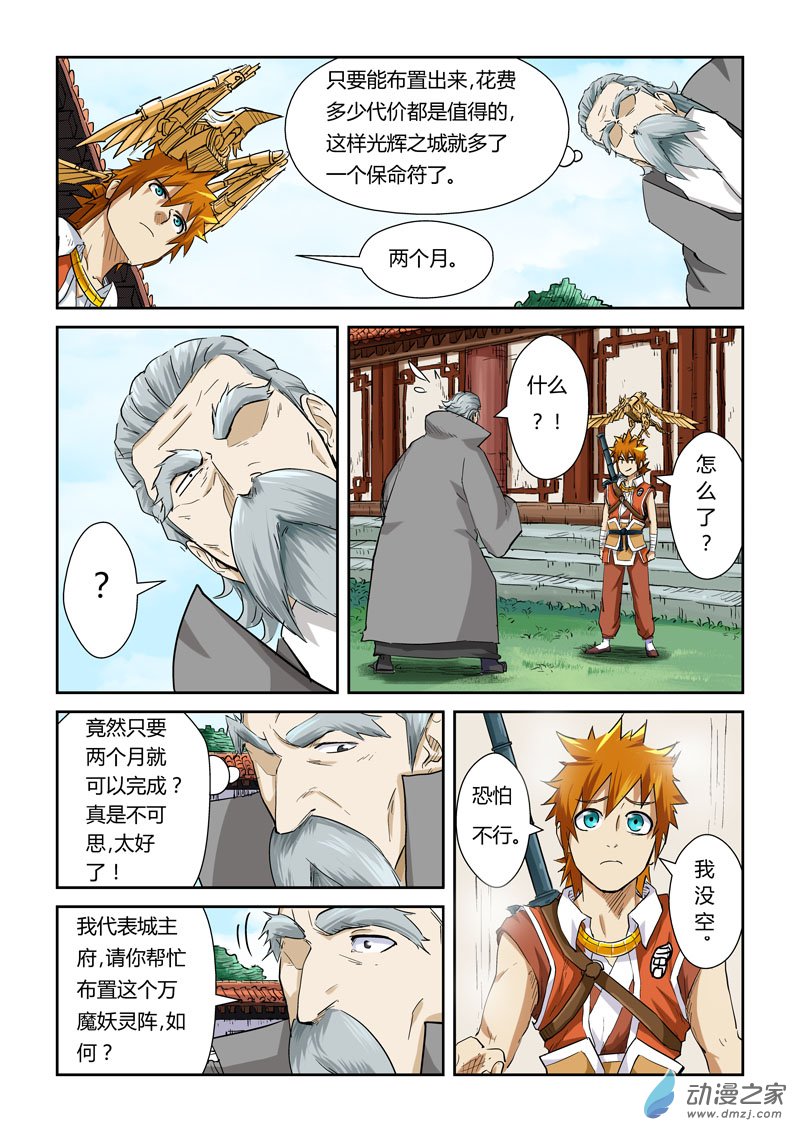 只要能布置出来，花费
多少代价都是值得的，
这样光辉之城就多了
一个保命符了。
两个月。
？
什么
？！
怎么了？
竟然只要
两个月就
可以完成？
真是不可
思，太好
了！
我代表城主
府，请你帮忙
布置这个万
魔妖灵阵，如
何？
恐怕
不行。
我没空。
动漫之家
www.dmzj.com